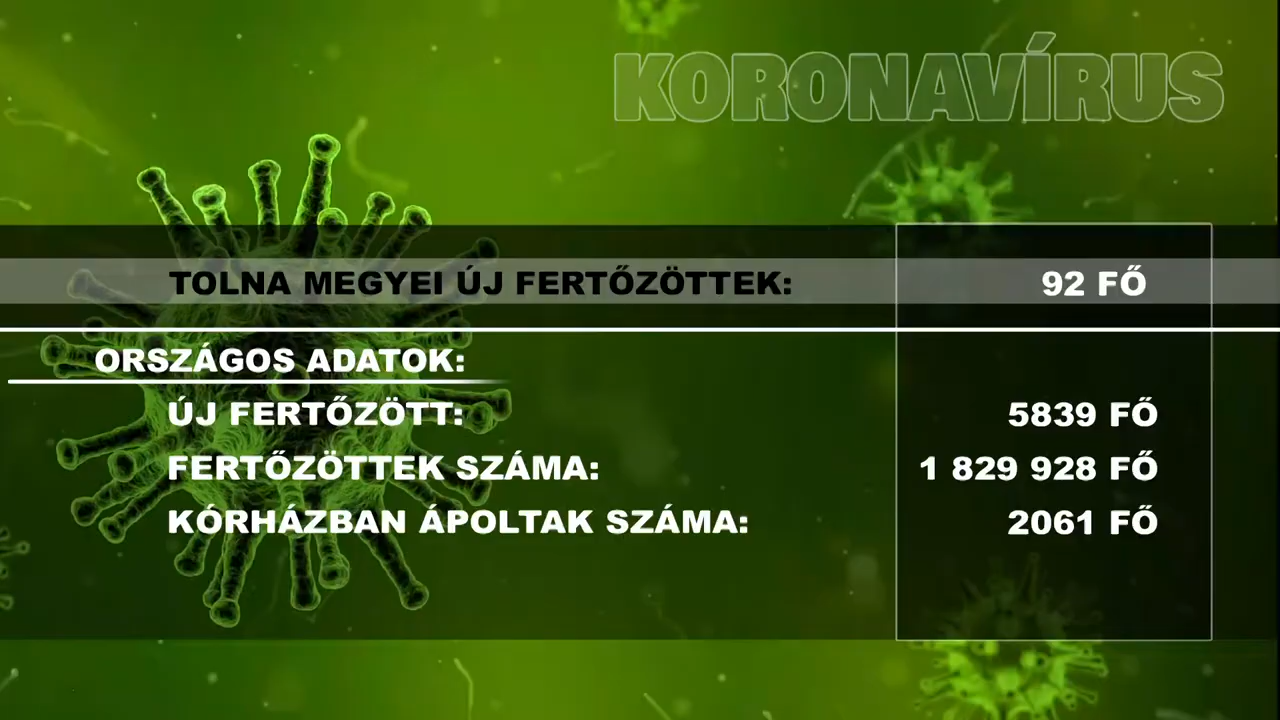 KORONAVÍRUS
TOLNA MEGYEI ÚJ FERTŐZÖTTEK: 92 FŐ
ORSZÁGOS ADATOK:
ÚJ FERTŐZÖTT: 5839 FŐ
FERTŐZÖTTEK SZÁMA: 1 829 928 FŐ
KÓRHÁZBAN ÁPOLTAK SZÁMA: 2061 FŐ